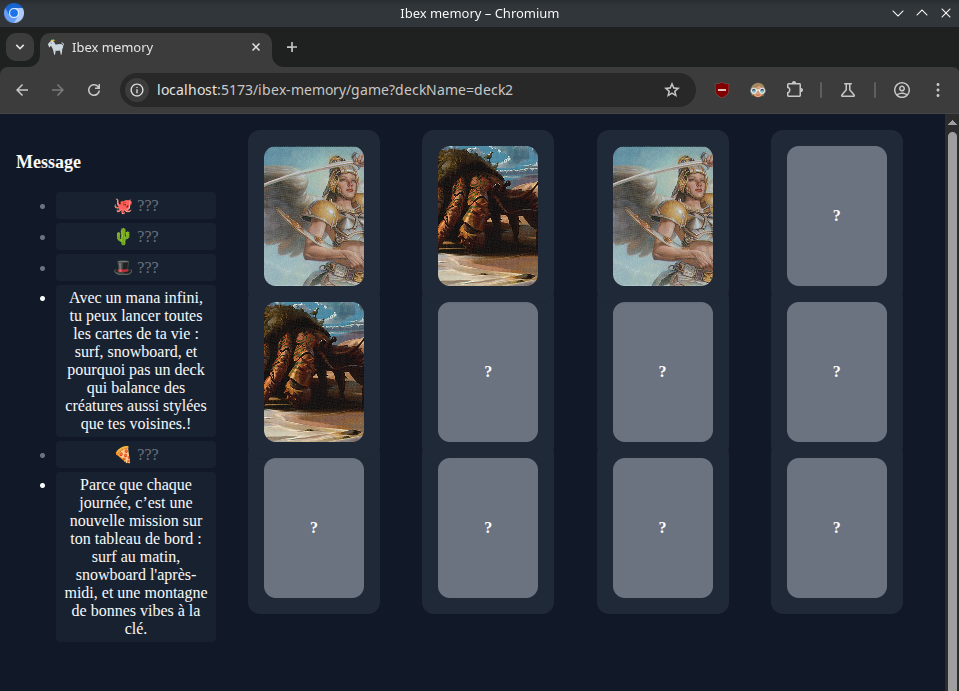 Ibex memory – Chromium
Ibex memory
localhost:5173/ibex-memory/game?deckName=deck2
Message
🐙 ???
🌵 ???
🎩 ???
Avec un mana infini,
tu peux lancer toutes
les cartes de ta vie :
surf, snowboard, et
pourquoi pas un deck
qui balance des
créatures aussi stylées
que tes voisines.!
🍕 ???
Parce que chaque
journée, c’est une
nouvelle mission sur
ton tableau de bord :
surf au matin,
snowboard l'après-
midi, et une montagne
de bonnes vibes à la
clé.
?
? ? ?
? ? ? ?